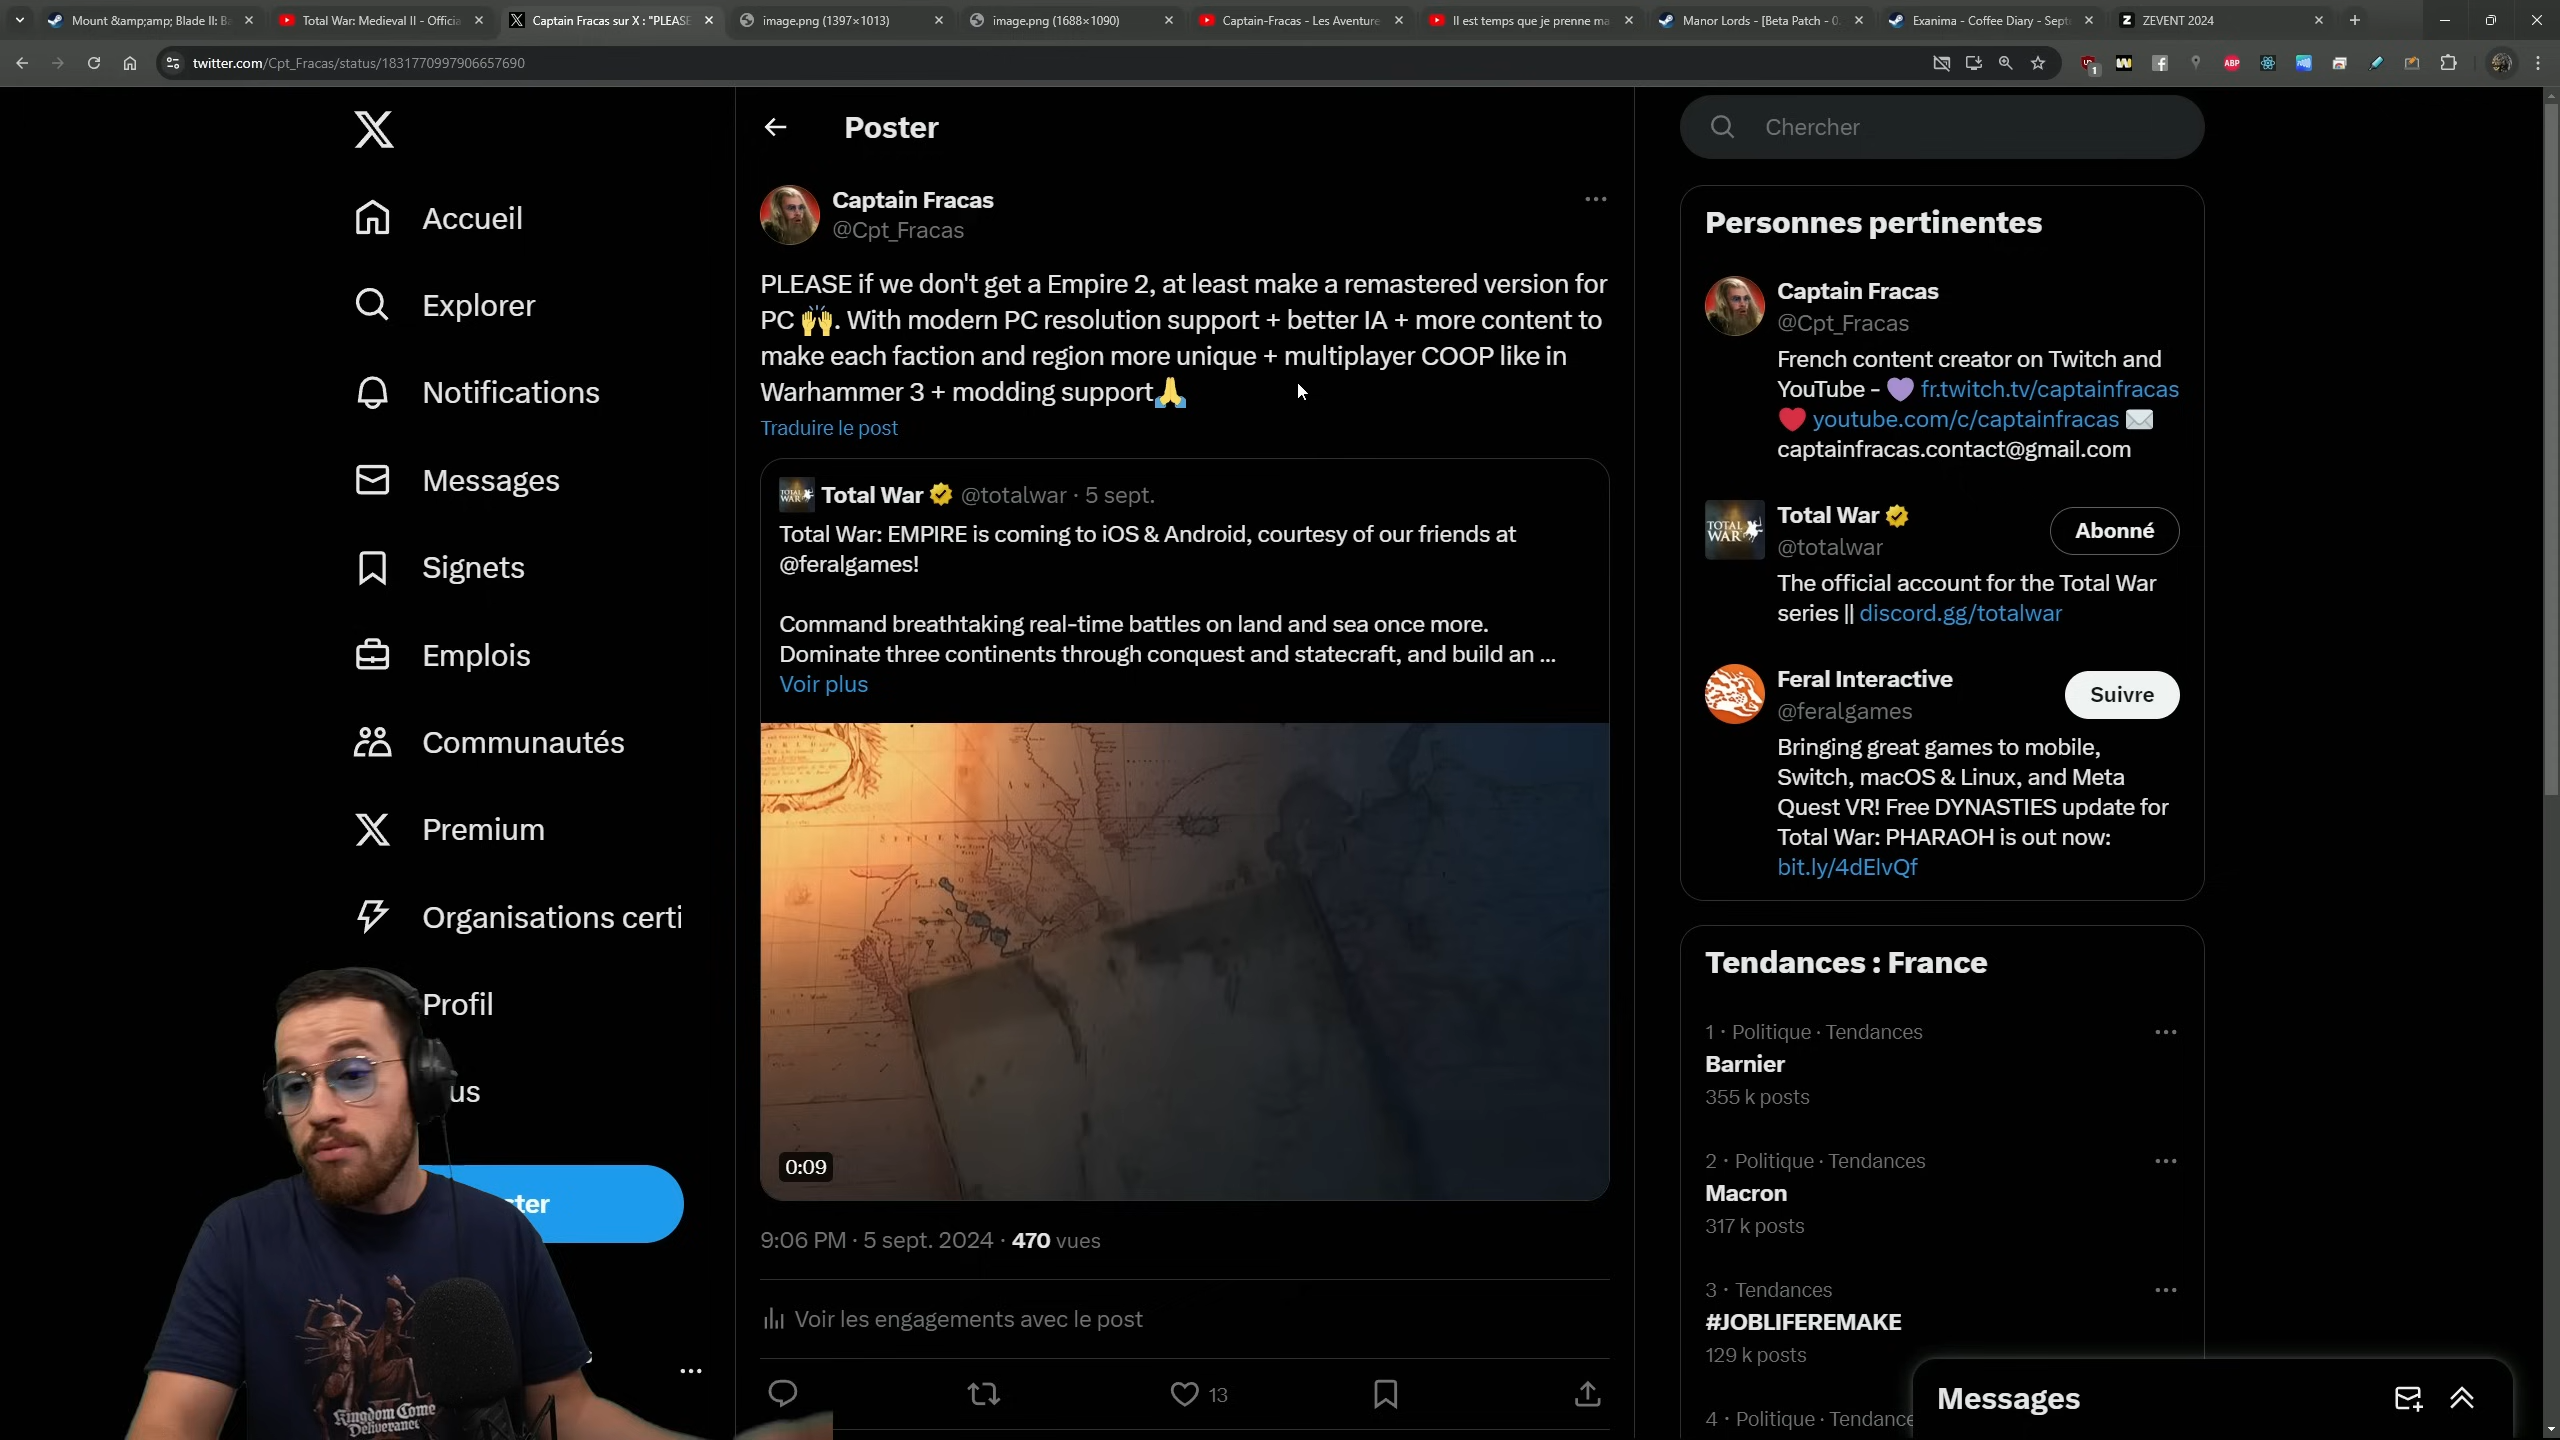 Mount &amp;amp; Blade II: B
Total War: Medieval II - Officia
Captain Fracas sur X : "PLEASE
image.png (1397×1013)
image.png (1688×1090)
Captain-Fracas - Les Aventure
Il est temps que je prenne ma
Manor Lords - [Beta Patch - 0.
Exanima - Coffee Diary - Sept
ZEVENT 2024
twitter.com/Cpt_Fracas/status/1831770997906657690
Accueil
Explorer
Notifications
Messages
Signets
Emplois
Communautés
Premium
Organisations certi
Profil
us
ster
Poster
Captain Fracas
@Cpt_Fracas
PLEASE if we don't get a Empire 2, at least make a remastered version for
PC 🙌. With modern PC resolution support + better IA + more content to
make each faction and region more unique + multiplayer COOP like in
Warhammer 3 + modding support🙏
Traduire le post
Total War @totalwar · 5 sept.
Total War: EMPIRE is coming to iOS & Android, courtesy of our friends at
@feralgames!
Command breathtaking real-time battles on land and sea once more.
Dominate three continents through conquest and statecraft, and build an ...
Voir plus
0:09
9:06 PM · 5 sept. 2024 · 470 vues
Voir les engagements avec le post
13
Chercher
Personnes pertinentes
Captain Fracas
@Cpt_Fracas
French content creator on Twitch and
YouTube - 💜 fr.twitch.tv/captainfracas
❤️ youtube.com/c/captainfracas ✉️
captainfracas.contact@gmail.com
TOTAL WAR
Total War
@totalwar
Abonné
The official account for the Total War
series || discord.gg/totalwar
Feral Interactive
@feralgames
Suivre
Bringing great games to mobile,
Switch, macOS & Linux, and Meta
Quest VR! Free DYNASTIES update for
Total War: PHARAOH is out now:
bit.ly/4dElvQf
Tendances : France
1 · Politique · Tendances
Barnier
355 k posts
2 · Politique · Tendances
Macron
317 k posts
3 · Tendances
#JOBLIFEREMAKE
129 k posts
4 · Politique · Tendance
Messages
Kingdom Come
Deliverance